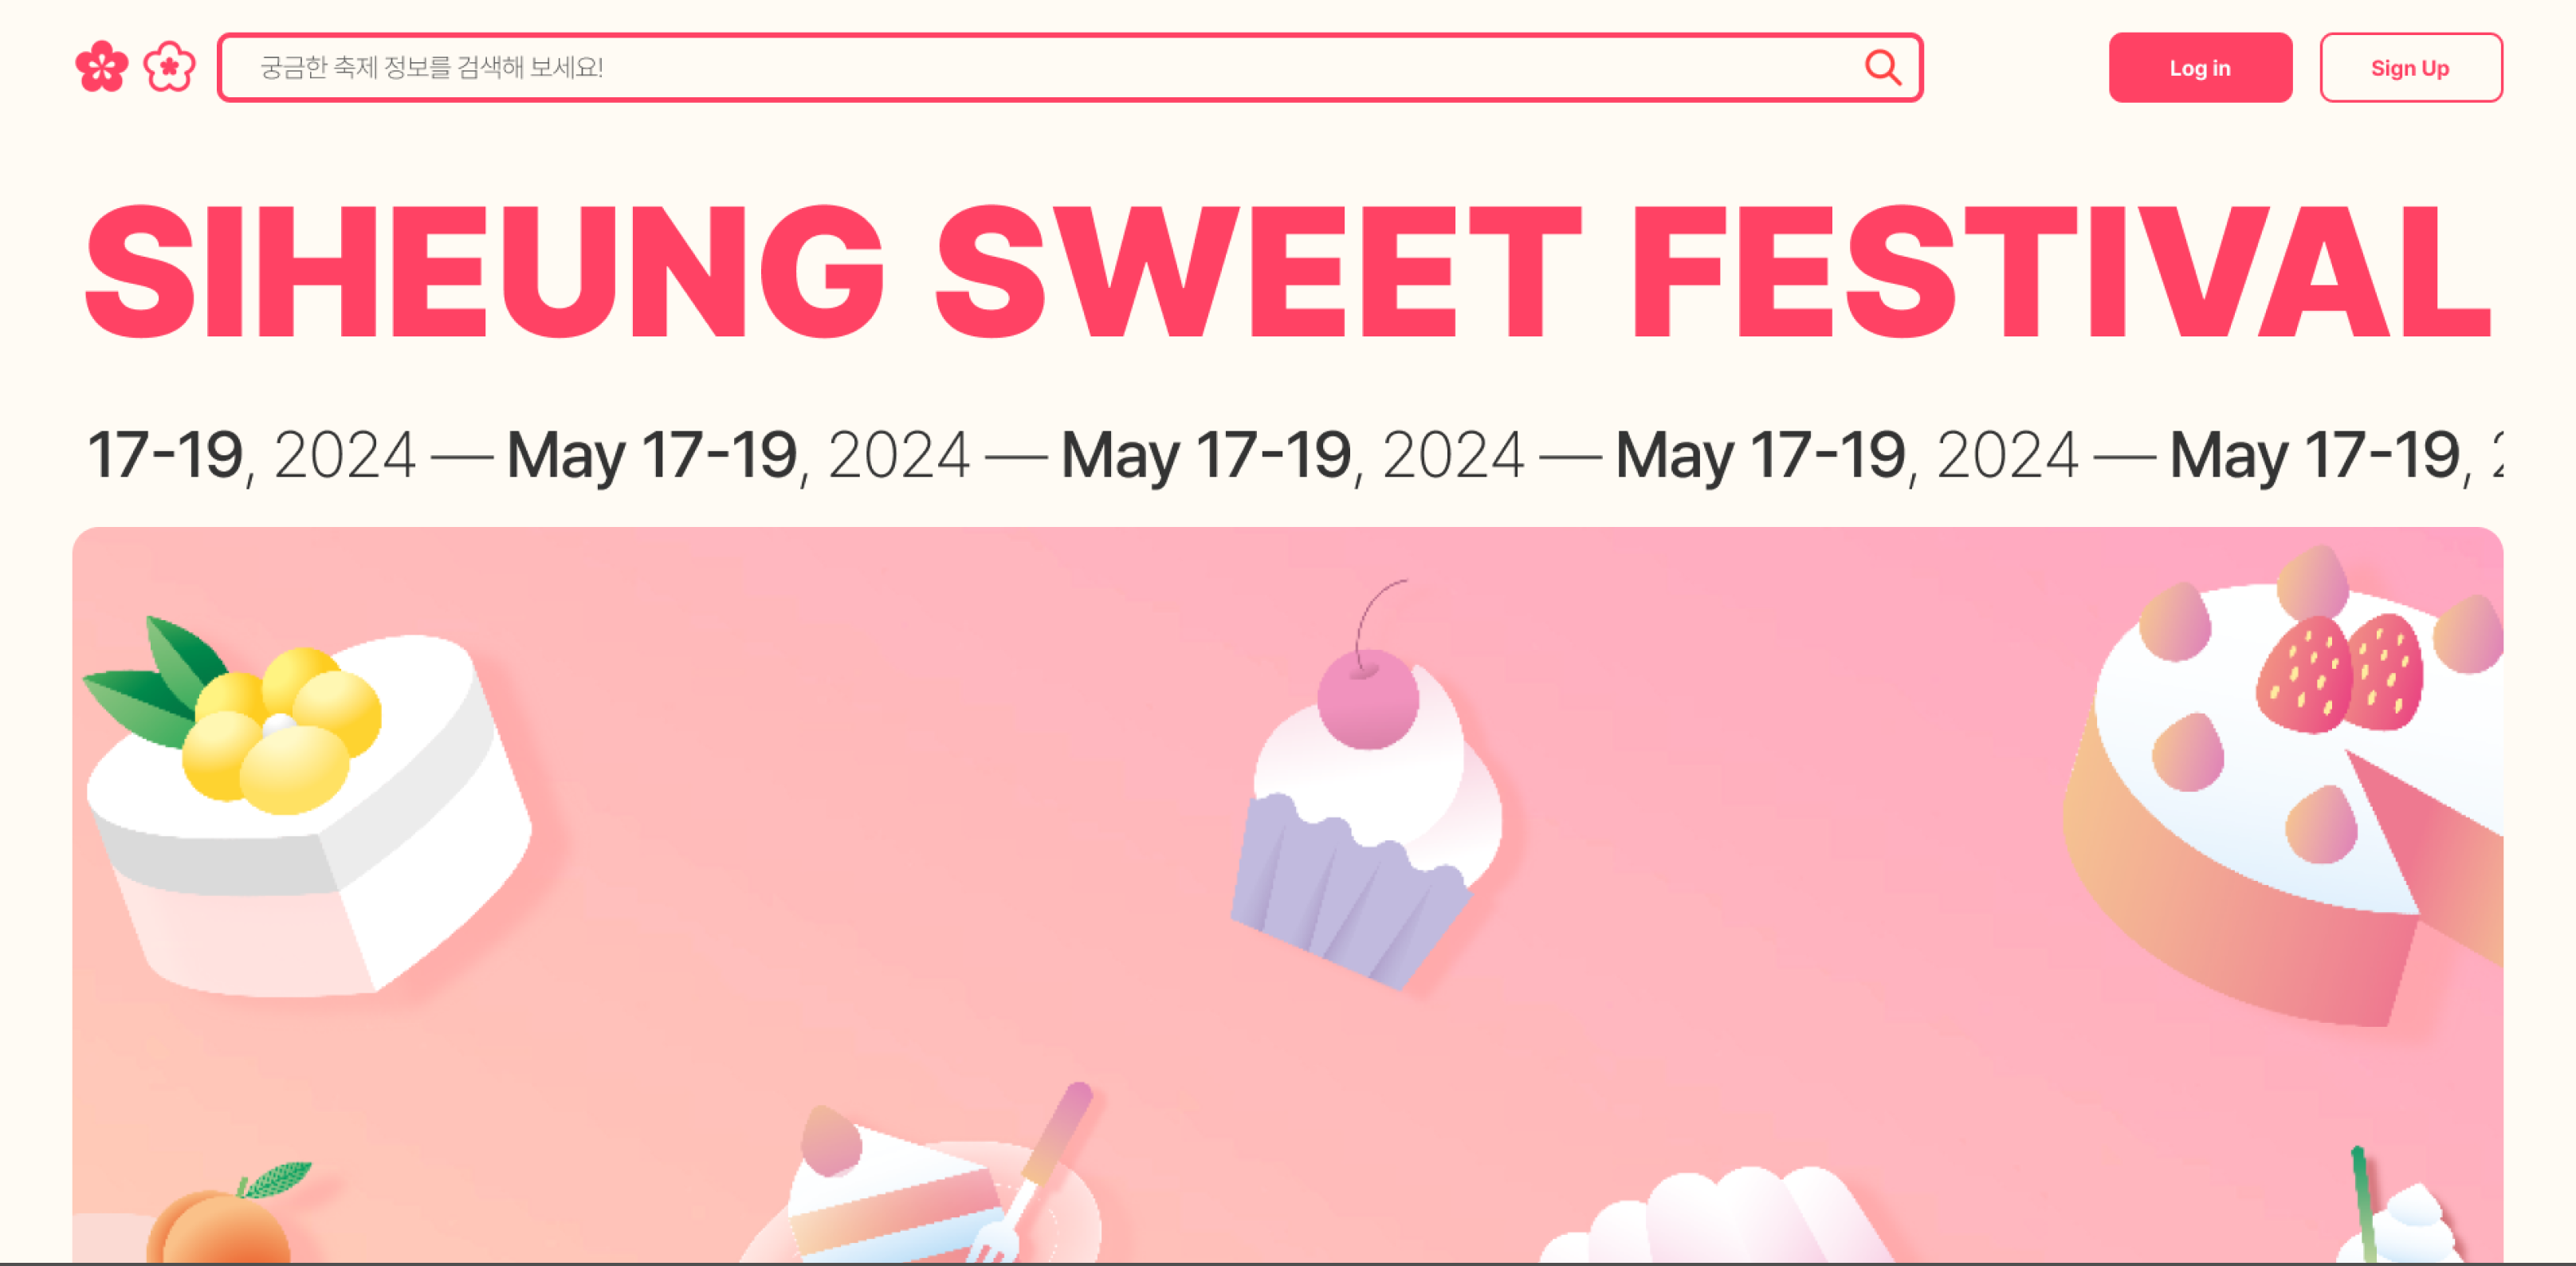 궁금한 축제 정보를 검색해 보세요!
Log in
Sign Up
SIHEUNG SWEET FESTIVAL
17-19, 2024 — May 17-19, 2024 — May 17-19, 2024 — May 17-19, 2024 — May 17-19,